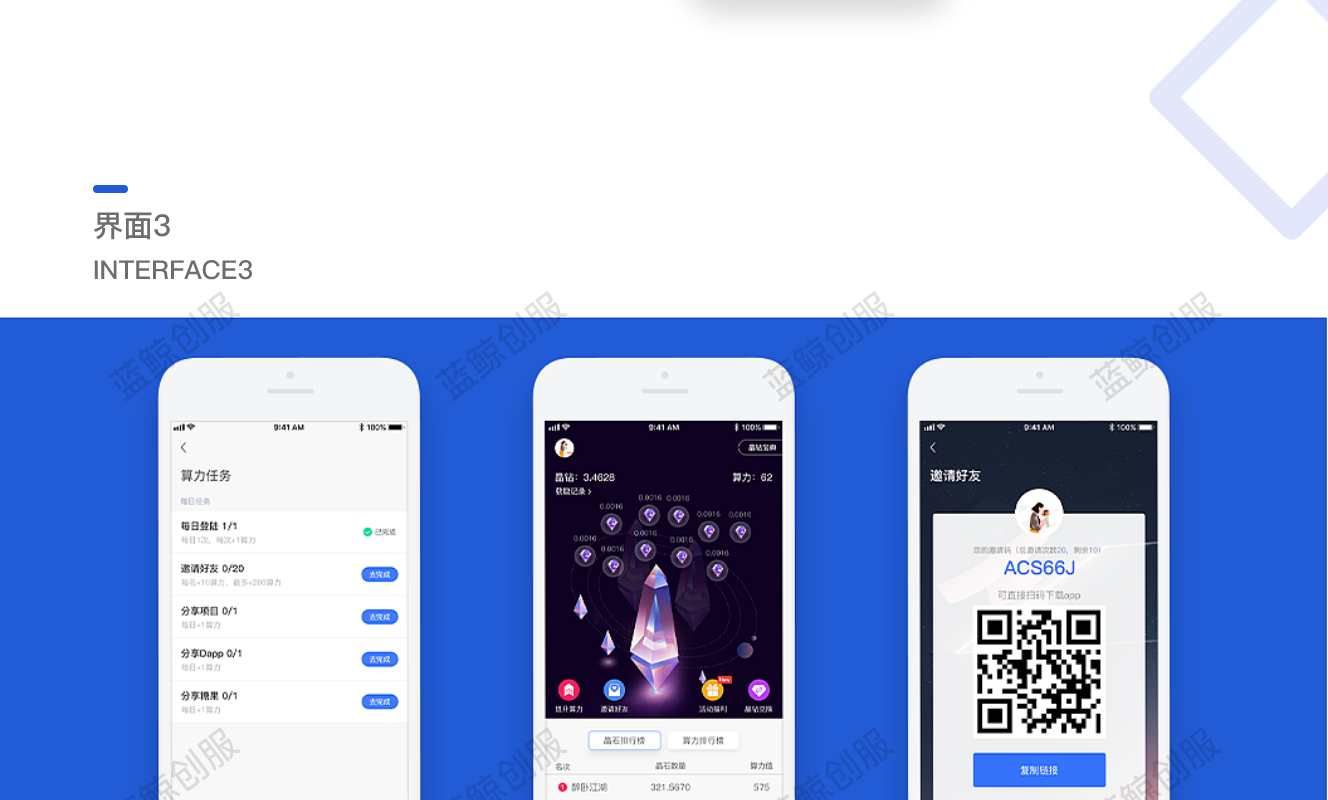 界面3
INTERFACE3
蓝鲸创服 蓝鲸创服 蓝鲸创服 蓝鲸创服
9:41 AM 100%
算力任务
每日任务
每日登陆 1/1
每日1次，每次+1算力
已完成
邀请好友 0/20
每名+10算力，最多+200算力
去完成
分享项目 0/1
每日+1算力
去完成
分享Dapp 0/1
每日+1算力
去完成
分享糖果 0/1
每日+1算力
去完成
9:41 AM 100%
晶钻宝典
晶钻：3.4628
算力：62
获取记录
0.0016 0.0016
0.0016 0.0016 0.0016
0.0016 0.0016
0.0016 0.0016 0.0016
New
提升算力 邀请好友 活动福利 晶钻兑换
晶石排行榜 算力排行榜
名次 晶石数量 算力值
1 醉卧江湖 321.5670 575
9:41 AM 100%
邀请好友
您的邀请码（总邀请次数20，剩余19）
ACS66J
可直接扫码下载app
复制链接
蓝鲸创服 蓝鲸创服 蓝鲸创服 蓝鲸创服